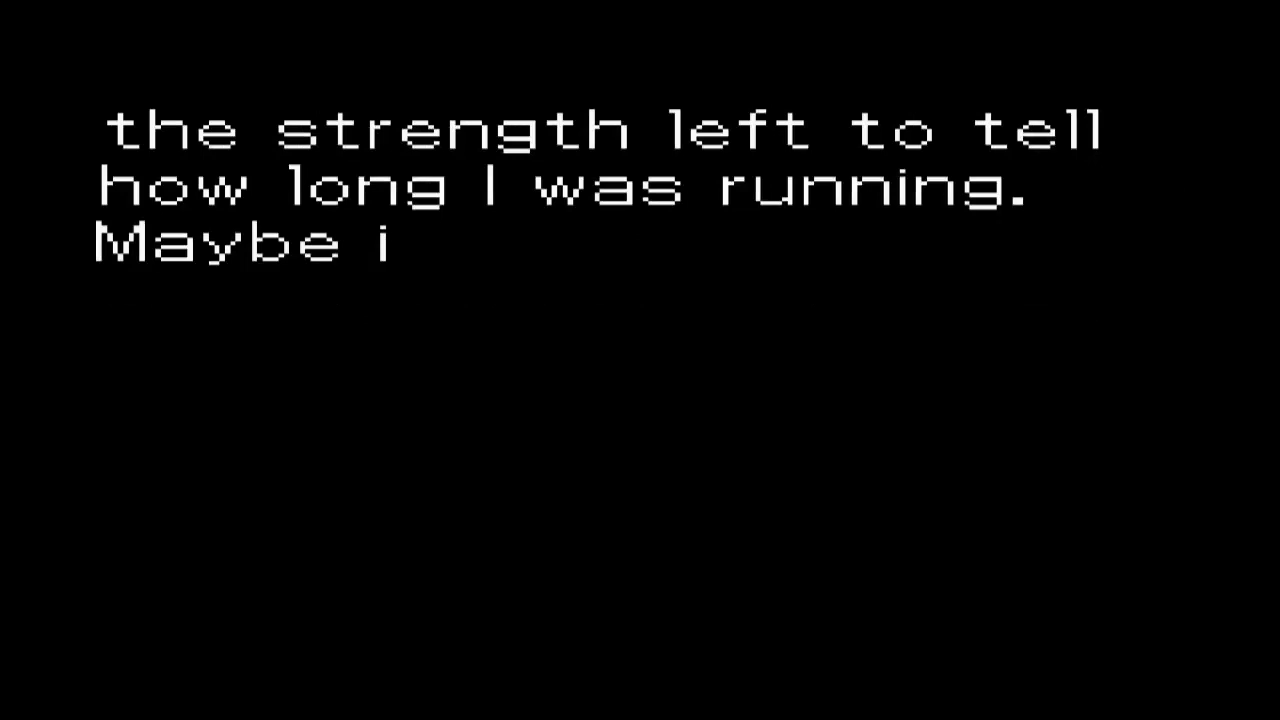 the strength left to tell
how long I was running.
Maybe i